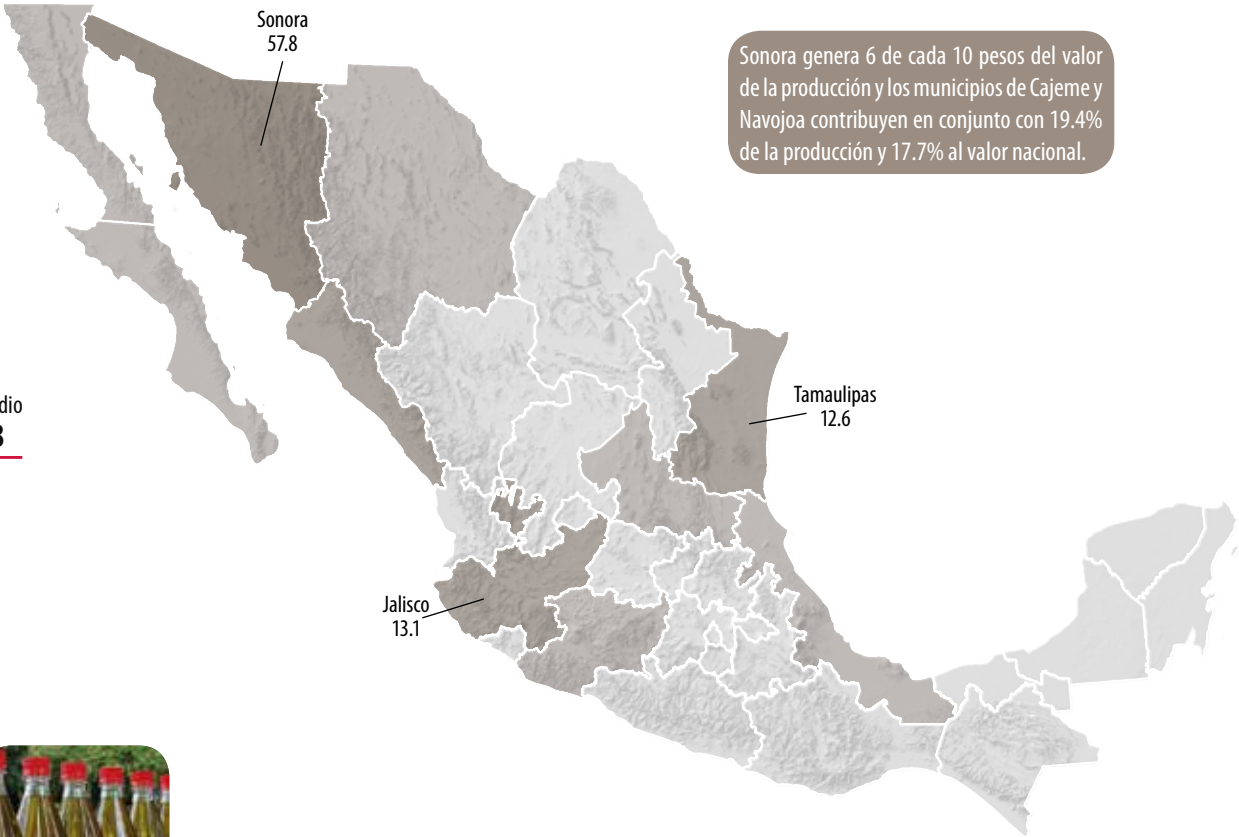 Sonora
57.8
Sonora genera 6 de cada 10 pesos del valor
de la producción y los municipios de Cajeme y
Navojoa contribuyen en conjunto con 19.4%
de la producción y 17.7% al valor nacional.
Tamaulipas
12.6
Jalisco
13.1